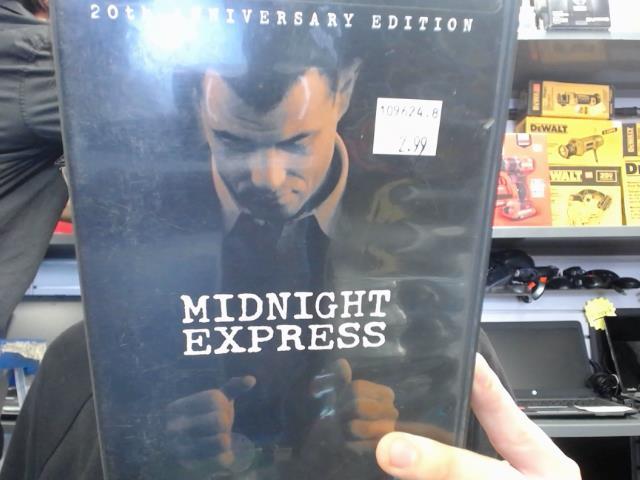 20th ANNIVERSARY EDITION
109624.8
2.99
MIDNIGHT
EXPRESS
DEWALT
DEWALT